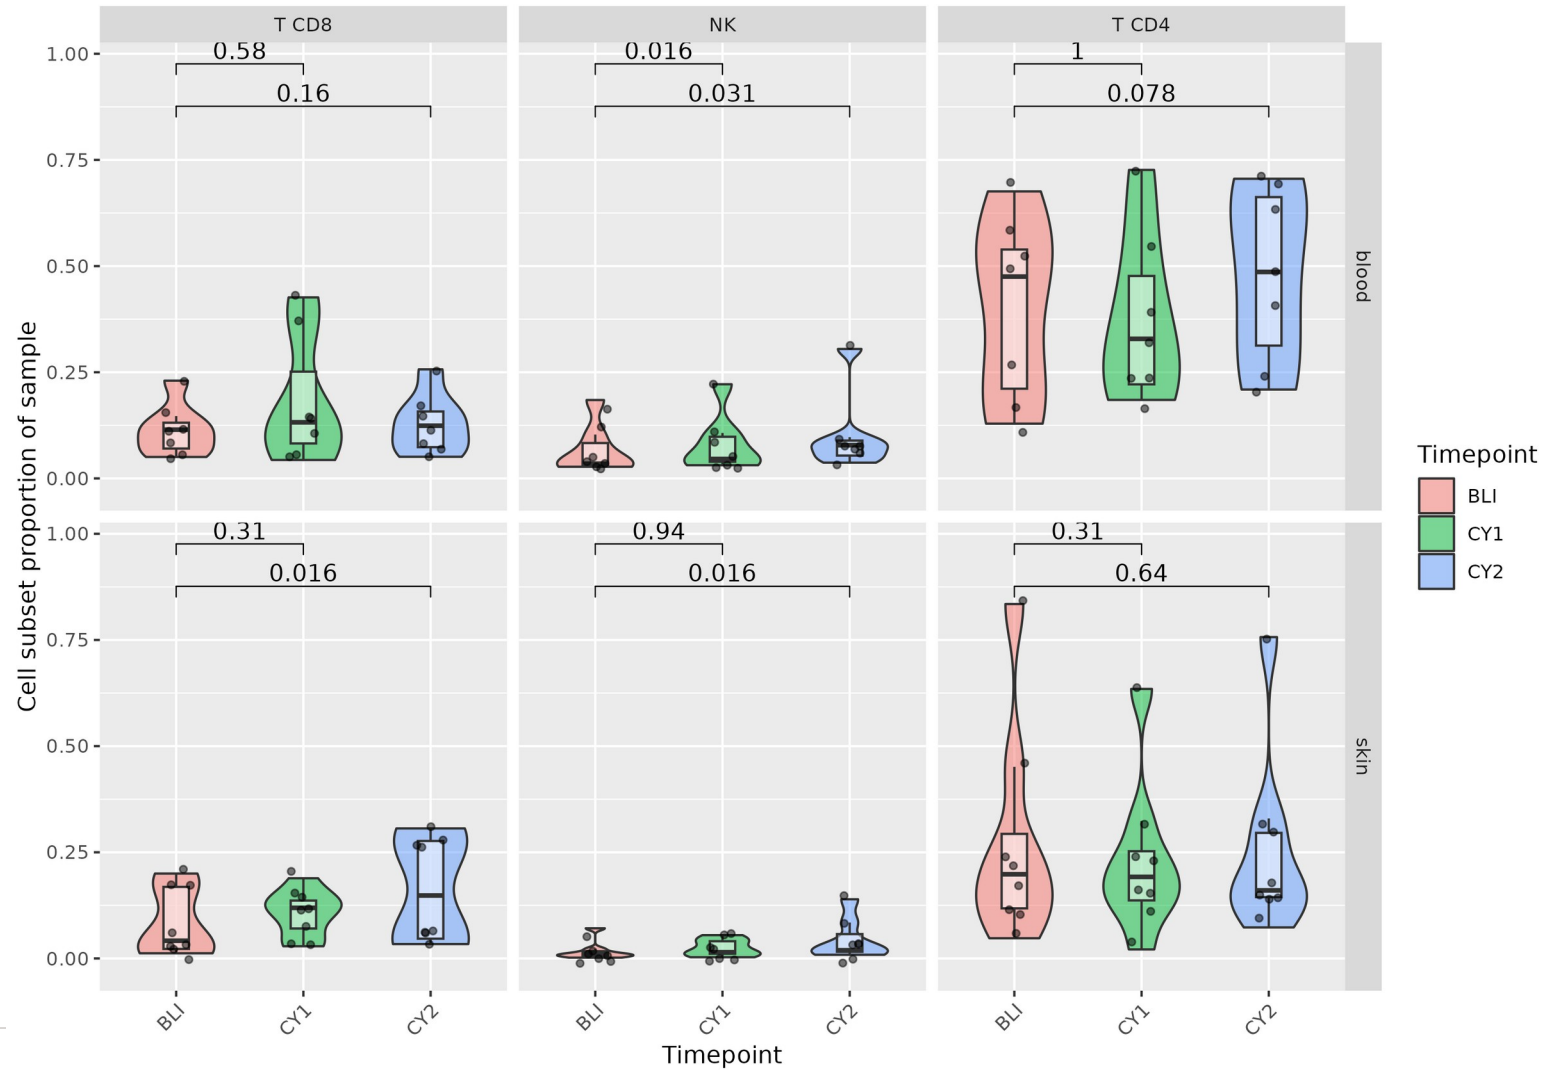 T CD8
NK
T CD4
1.00
0.58
0.016
1
0.16
0.031
0.078
0.75
0.50
blood
0.25
0.00
1.00
0.31
0.94
0.31
0.016
0.016
0.64
0.75
0.50
skin
0.25
0.00
Cell subset proportion of sample
BLI
CY1
CY2
BLI
CY1
CY2
BLI
CY1
CY2
Timepoint
Timepoint
BLI
CY1
CY2